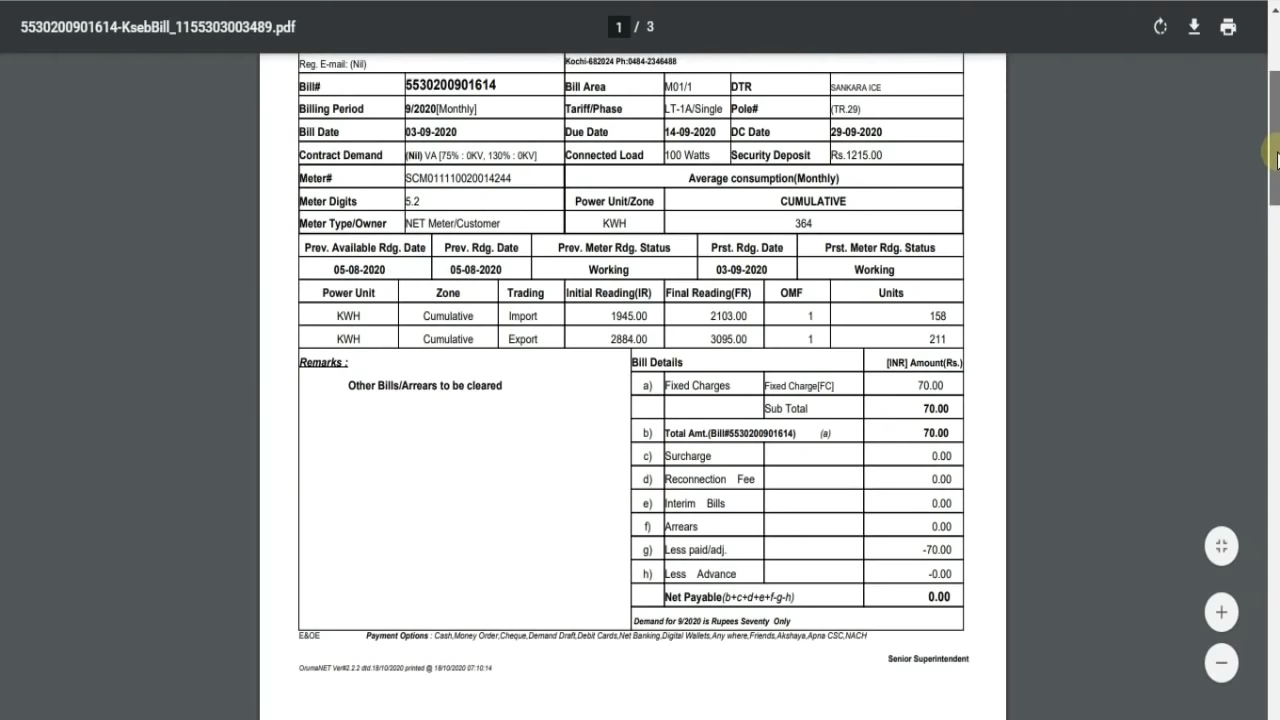 5530200901614-KsebBill_1155303003489.pdf 1 / 3
Reg. E-mail: (Nil) Kochi-682024 Ph:0484-2346488
Bill# 5530200901614 Bill Area M01/1 DTR SANKARA ICE
Billing Period 9/2020[Monthly] Tariff/Phase LT-1A/Single Pole# (TR.29)
Bill Date 03-09-2020 Due Date 14-09-2020 DC Date 29-09-2020
Contract Demand (Nil) VA [75% : 0KV, 130% : 0KV] Connected Load 100 Watts Security Deposit Rs.1215.00
Meter# SCM011110020014244 Average consumption(Monthly)
Meter Digits 5.2 Power Unit/Zone CUMULATIVE
Meter Type/Owner NET Meter/Customer KWH 364
Prev. Available Rdg. Date Prev. Rdg. Date Prev. Meter Rdg. Status Prst. Rdg. Date Prst. Meter Rdg. Status
05-08-2020 05-08-2020 Working 03-09-2020 Working
Power Unit Zone Trading Initial Reading(IR) Final Reading(FR) OMF Units
KWH Cumulative Import 1945.00 2103.00 1 158
KWH Cumulative Export 2884.00 3095.00 1 211
Remarks : Bill Details [INR] Amount(Rs.)
Other Bills/Arrears to be cleared a) Fixed Charges Fixed Charge[FC] 70.00
Sub Total 70.00
b) Total Amt.(Bill#5530200901614) (a) 70.00
c) Surcharge 0.00
d) Reconnection Fee 0.00
e) Interim Bills 0.00
f) Arrears 0.00
g) Less paid/adj. -70.00
h) Less Advance -0.00
Net Payable(b+c+d+e+f-g-h) 0.00
Demand for 9/2020 is Rupees Seventy Only
E&OE Payment Options : Cash,Money Order,Cheque,Demand Draft,Debit Cards,Net Banking,Digital Wallets,Any where,Friends,Akshaya,Apna CSC,NACH
Senior Superintendent
OrumaNET Ver#2.2.2 dtd.18/10/2020 printed @ 18/10/2020 07:10:14